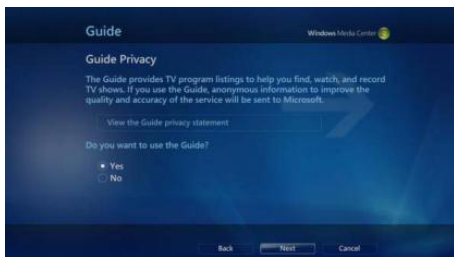 Guide
Windows Media Center
Guide Privacy
The Guide provides TV program listings to help you find, watch, and record
TV shows. If you use the Guide, anonymous information to improve the
quality and accuracy of the service will be sent to Microsoft.
View the Guide privacy statement
Do you want to use the Guide?
Yes
No
Back Next Cancel